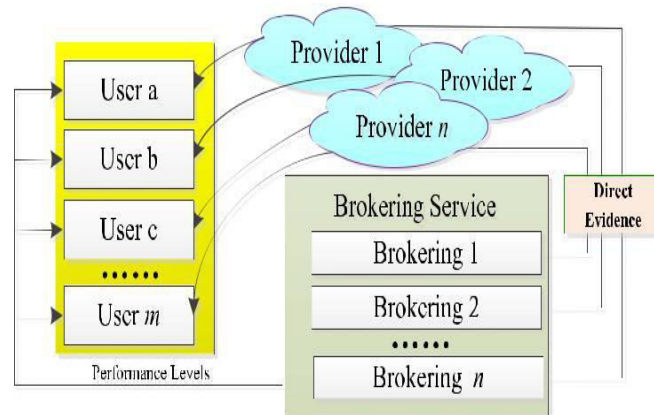 Provider 1
Provider 2
Provider n
User a
User b
User c
••••••
User m
Performance Levels
Brokering Service
Brokering 1
Brokering 2
••••••
Brokering n
Direct
Evidence